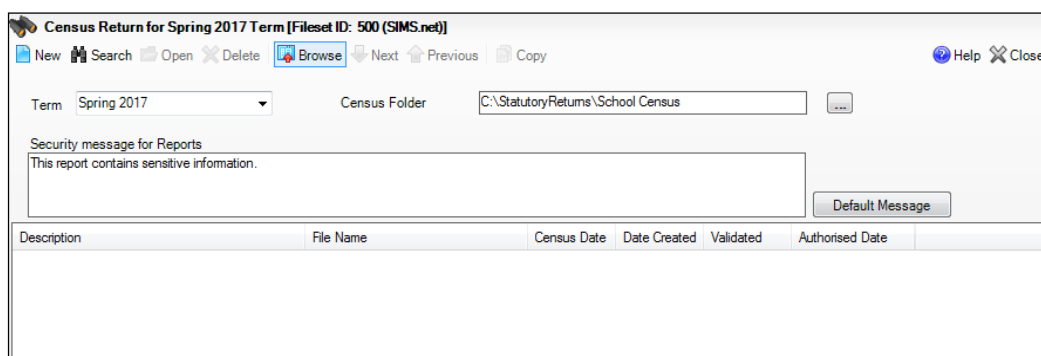 Census Return for Spring 2017 Term [Fileset ID: 500 (SIMS.net)]
New Search Open Delete Browse Next Previous Copy Help Close
Term Spring 2017 Census Folder C:\StatutoryReturns\School Census ...
Security message for Reports
This report contains sensitive information.
Default Message
Description File Name Census Date Date Created Validated Authorised Date